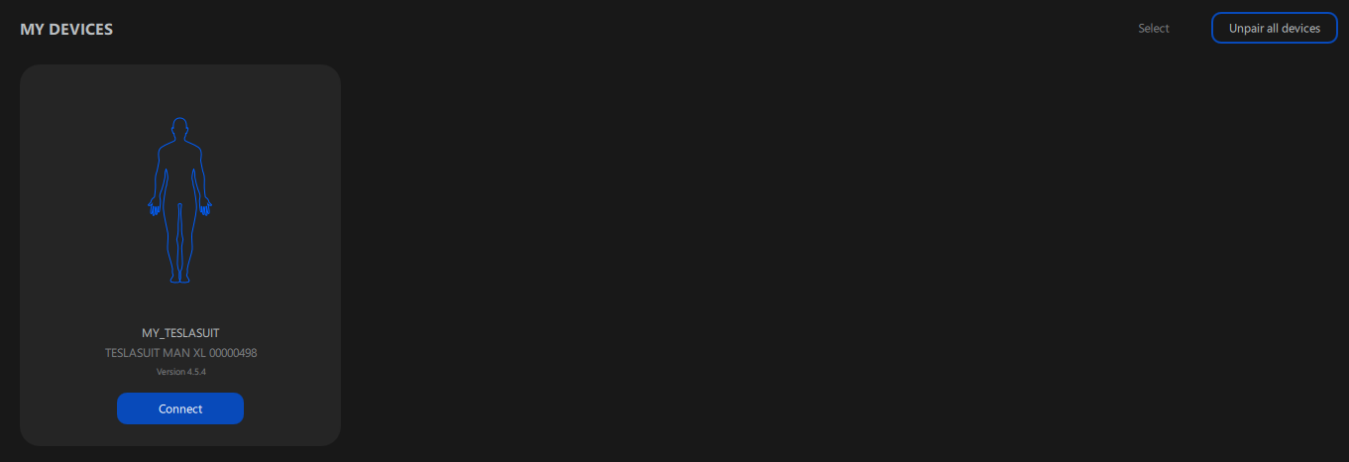 MY DEVICES
Select
Unpair all devices
MY_TESLASUIT
TESLASUIT MAN XL 00000498
Version 4.5.4
Connect